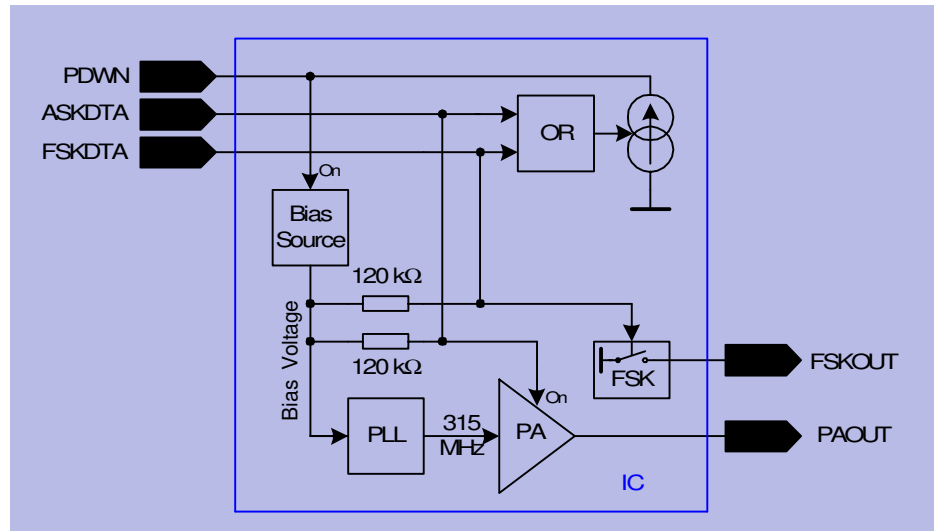 PDWN
ASKDTA
FSKDTA
OR
On
Bias
Source
120 kΩ
120 kΩ
Bias Voltage
FSK
FSKOUT
On
PLL
315
MHz
PA
PAOUT
IC